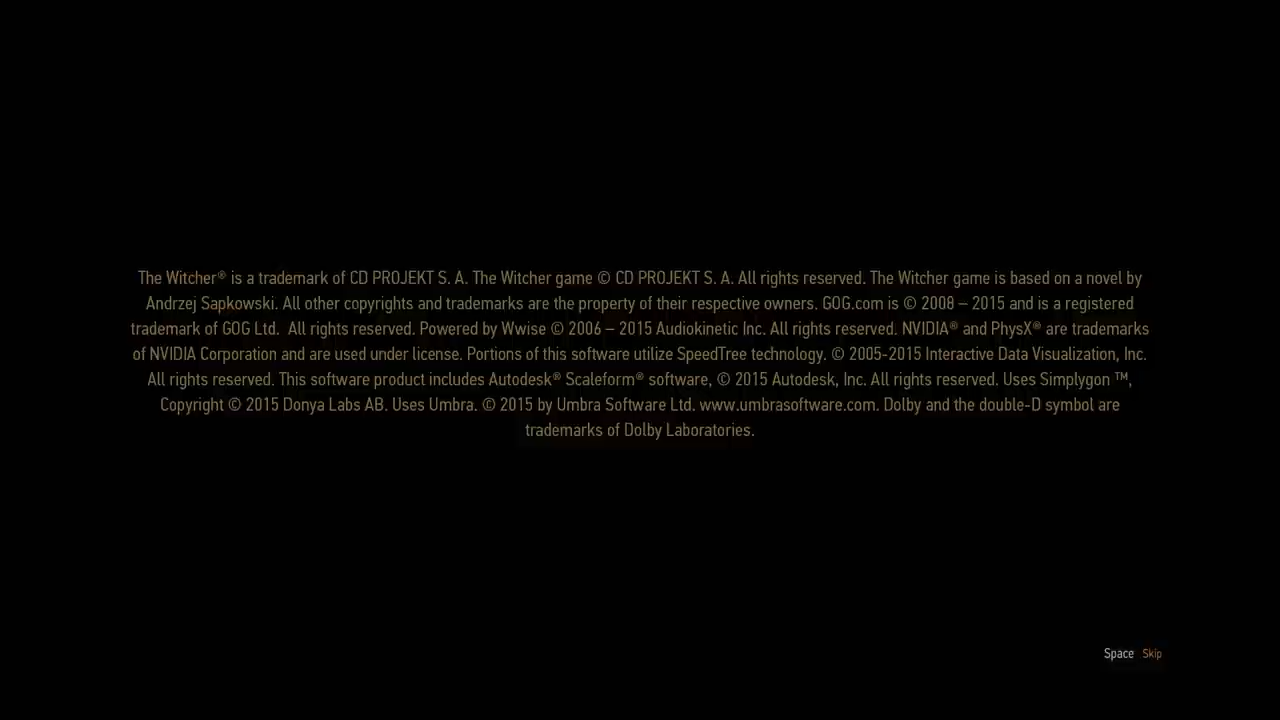 The Witcher® is a trademark of CD PROJEKT S. A. The Witcher game © CD PROJEKT S. A. All rights reserved. The Witcher game is based on a novel by
Andrzej Sapkowski. All other copyrights and trademarks are the property of their respective owners. GOG.com is © 2008 – 2015 and is a registered
trademark of GOG Ltd.  All rights reserved. Powered by Wwise © 2006 – 2015 Audiokinetic Inc. All rights reserved. NVIDIA® and PhysX® are trademarks
of NVIDIA Corporation and are used under license. Portions of this software utilize SpeedTree technology. © 2005-2015 Interactive Data Visualization, Inc.
All rights reserved. This software product includes Autodesk® Scaleform® software, © 2015 Autodesk, Inc. All rights reserved. Uses Simplygon ™,
Copyright © 2015 Donya Labs AB. Uses Umbra. © 2015 by Umbra Software Ltd. www.umbrasoftware.com. Dolby and the double-D symbol are
trademarks of Dolby Laboratories.
Space Skip